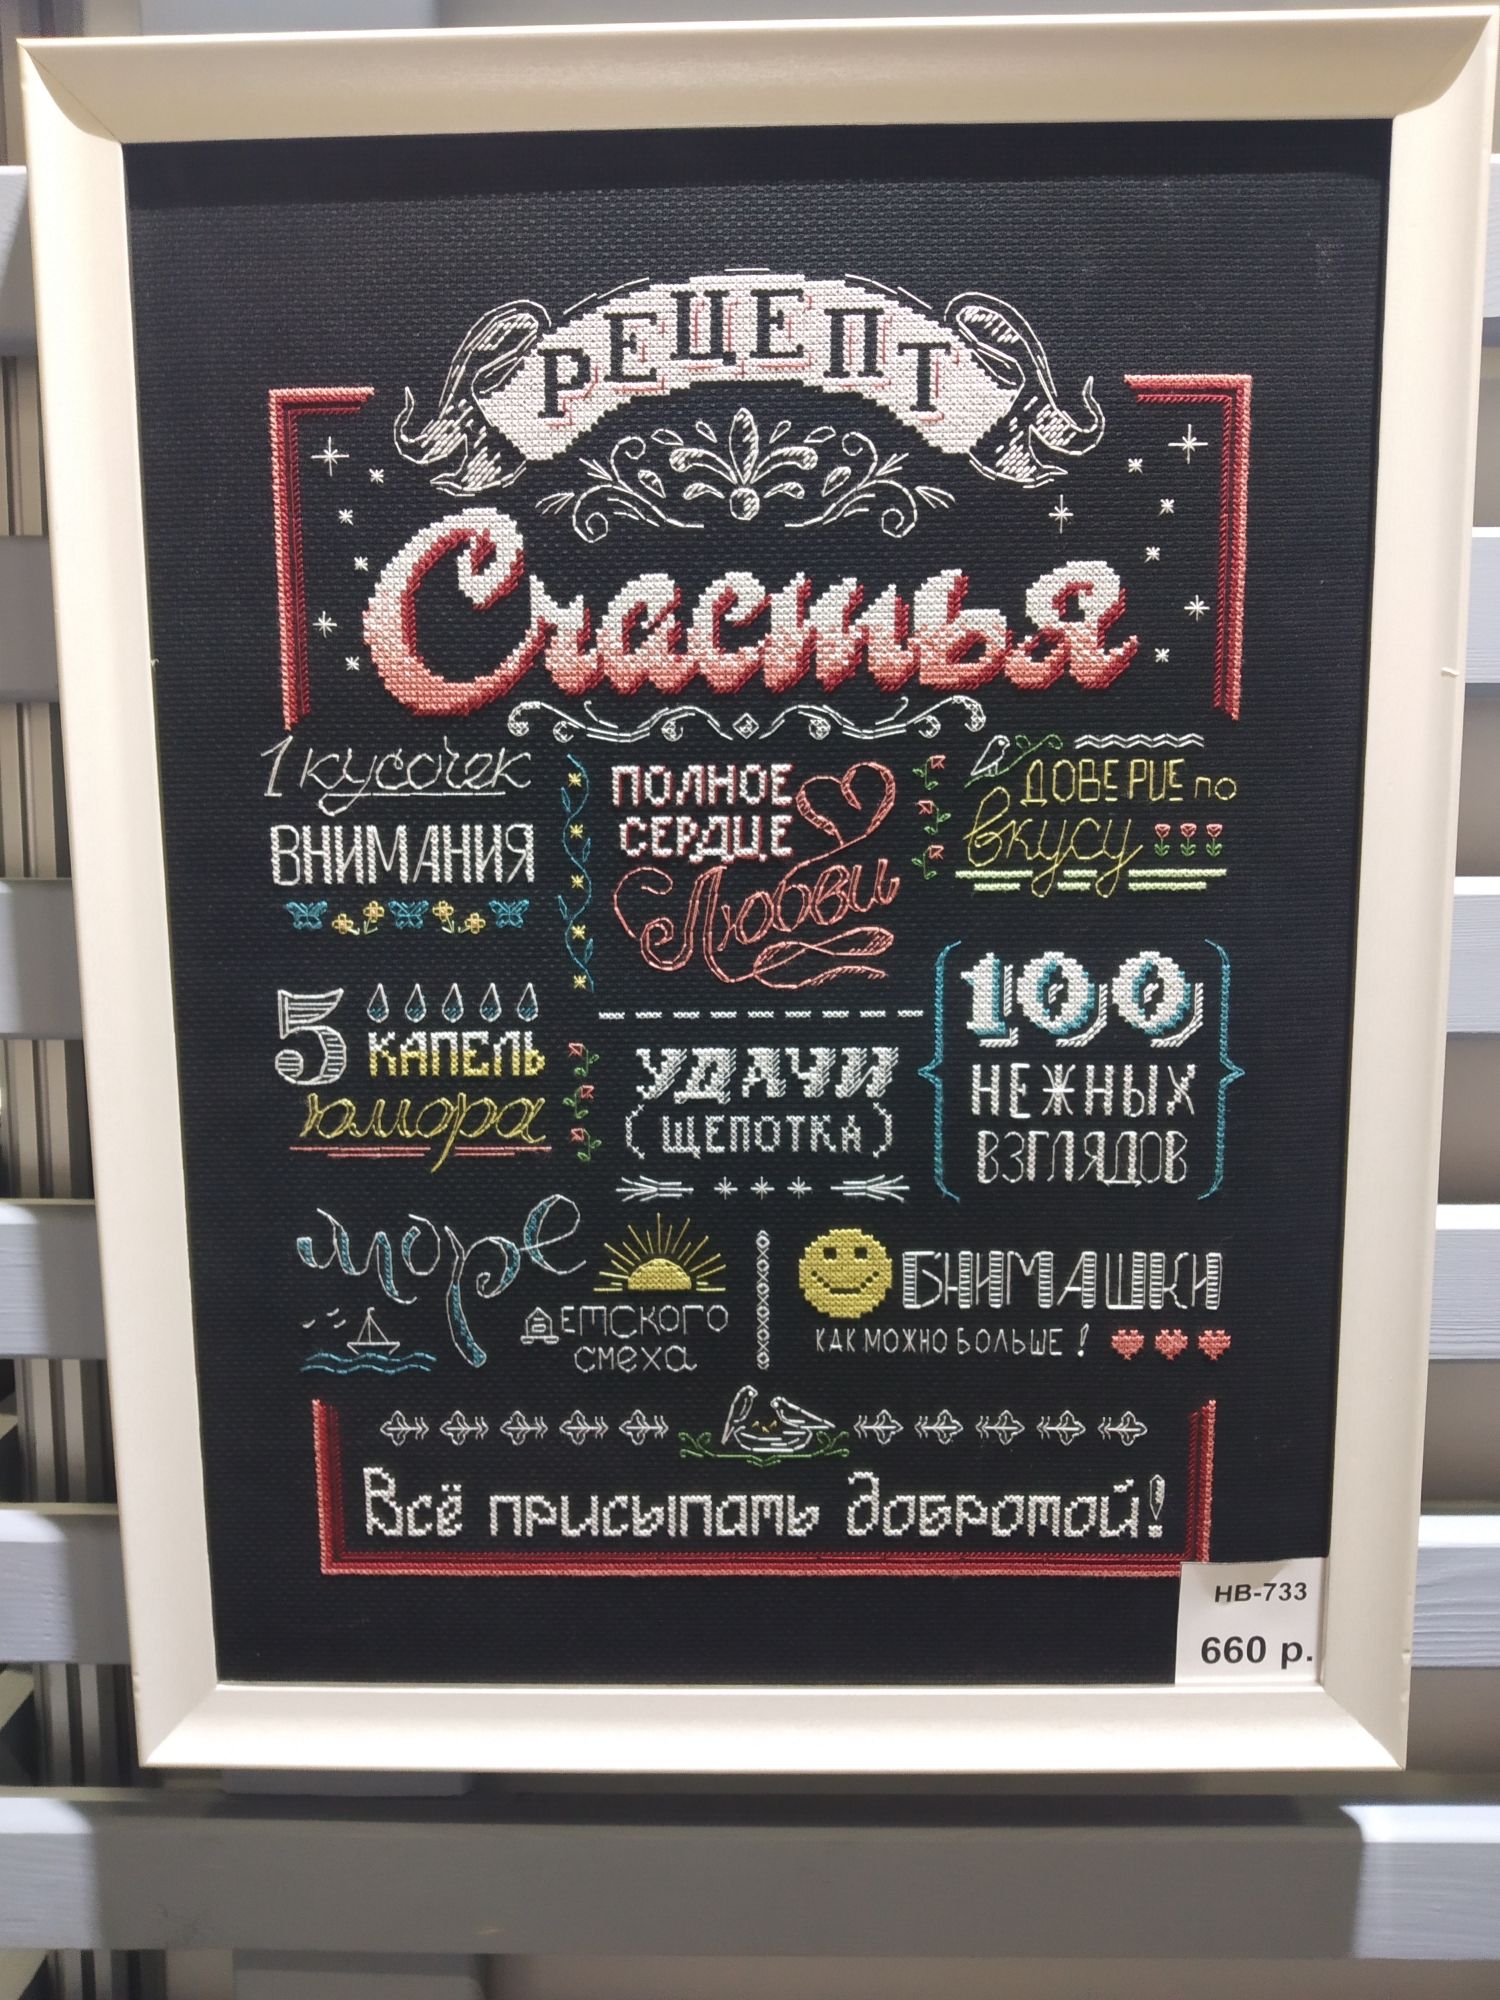 РЕЦЕПТ
Счастья
1 кусочек
ВНИМАНИЯ
ПОЛНОЕ
СЕРДЦЕ
Любви
ДОВЕРИЕ по
вкусу
5 КАПЕЛЬ
юмора
УДАЧИ
(ЩЕПОТКА)
100
НЕЖНЫХ
ВЗГЛЯДОВ
море
ДЕТСКОГО
СМЕХА
ОБНИМАШКИ
КАК МОЖНО БОЛЬШЕ!
Всё присыпать добротой!
НВ-733
660 р.